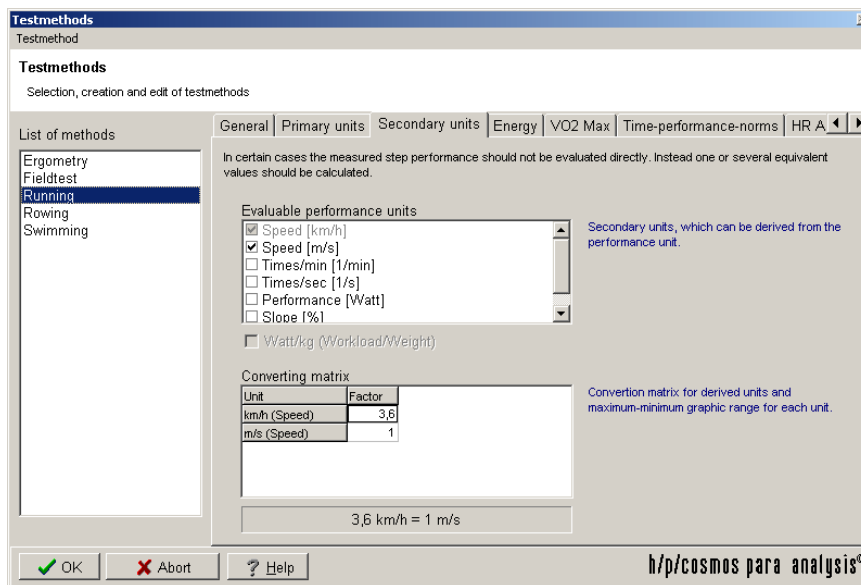 Testmethods
Testmethod
Testmethods
Selection, creation and edit of testmethods
List of methods
Ergometry
Fieldtest
Running
Rowing
Swimming
General Primary units Secondary units Energy VO2 Max Time-performance-norms HR A
In certain cases the measured step performance should not be evaluated directly. Instead one or several equivalent
values should be calculated.
Evaluable performance units
Speed [km/h]
Speed [m/s]
Times/min [1/min]
Times/sec [1/s]
Performance [Watt]
Slope [%]
Secondary units, which can be derived from the
performance unit.
Watt/kg (Workload/Weight)
Converting matrix
Unit Factor
km/h (Speed) 3,6
m/s (Speed) 1
Convertion matrix for derived units and
maximum-minimum graphic range for each unit.
3,6 km/h = 1 m/s
OK Abort ? Help
h/p/cosmos para analysis®